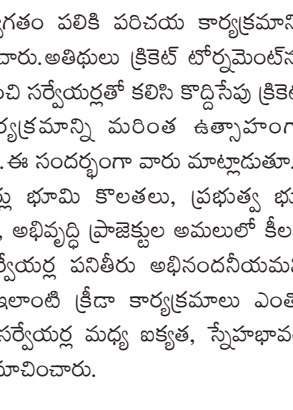 గతం పలికి పరిచయ కార్యక్రమాని
చారు. అతిథులు క్రికెట్ టోర్నమెంట్‌ను
చి సర్వేయర్లతో కలిసి కొద్దిసేపు క్రికె
ర్యక్రమాన్ని మరింత ఉత్సాహంగ
. ఈ సందర్భంగా వారు మాట్లాడుతూ.
ర్లు భూమి కొలతలు, ప్రభుత్వ భు
, అభివృద్ధి ప్రాజెక్టుల అమలులో కీల
ర్వేయర్ల పనితీరు అభినందనీయమ
ఇలాంటి క్రీడా కార్యక్రమాలు ఎంతే
సర్వేయర్ల మధ్య ఐక్యత, స్నేహభావ
సూచించారు.